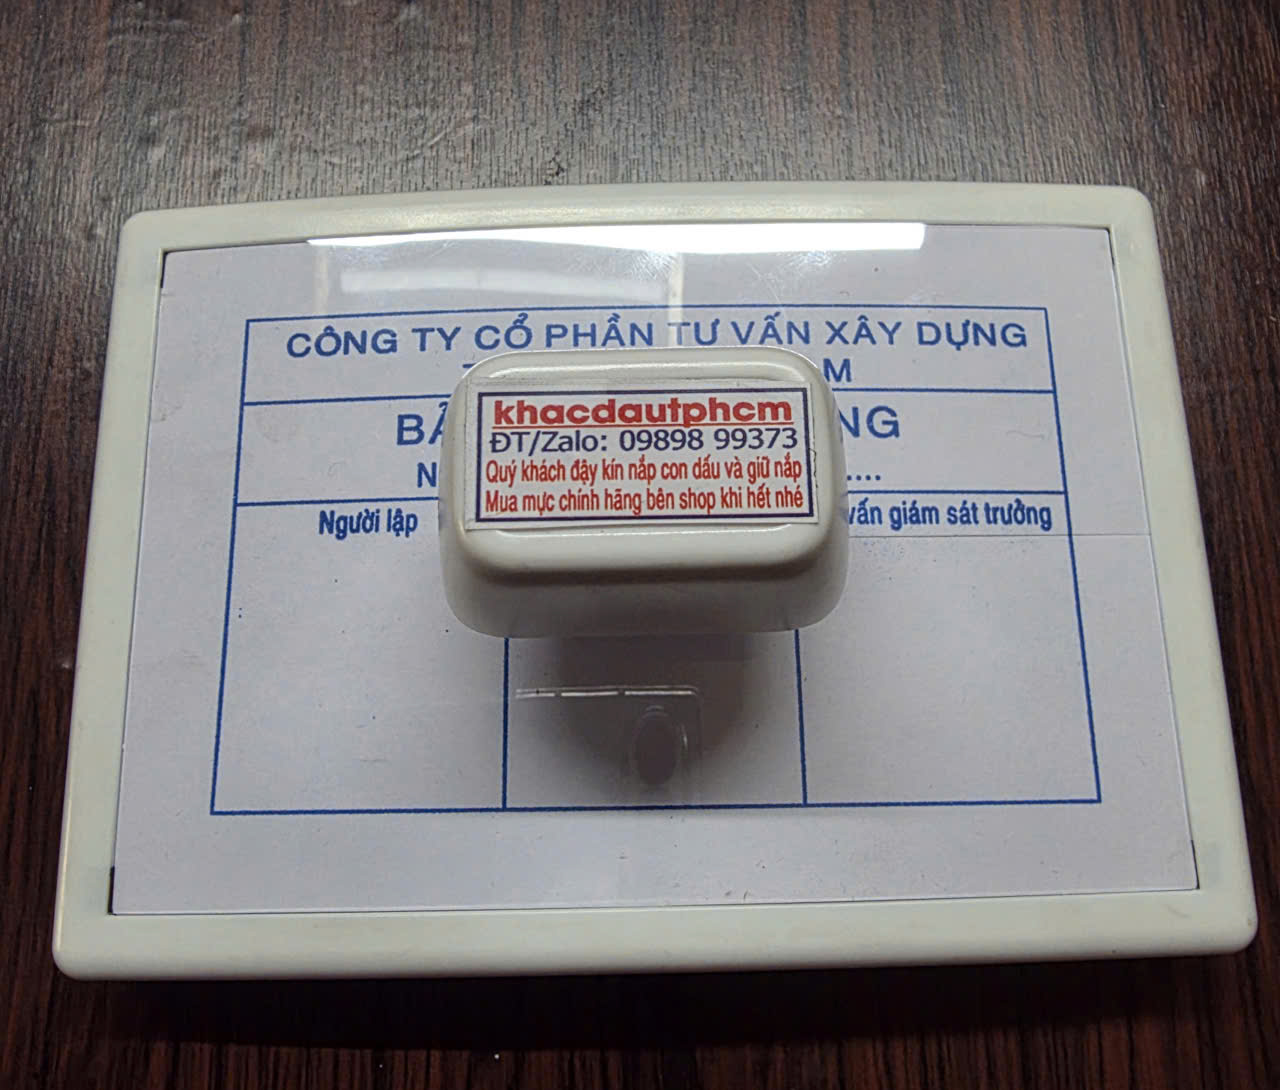 CÔNG TY CỔ PHẦN TƯ VẤN XÂY DỰNG
khacdautphcm
ĐT/Zalo: 09898 99373
Quý khách đậy kín nắp con dấu và giữ nắp
Mua mực chính hãng bên shop khi hết nhé
Người lập
vấn giám sát trưởng